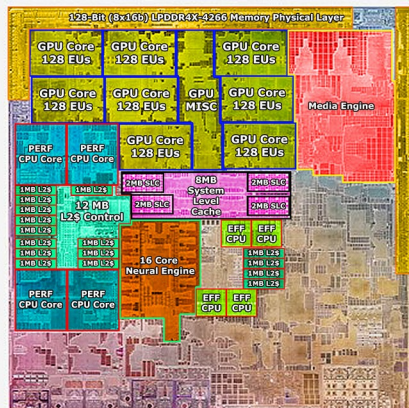 128-Bit (8x16b) LPDDR4X-4266 Memory Physical Layer
GPU Core
128 EUs
GPU Core
128 EUs
GPU Core
128 EUs
GPU Core
128 EUs
GPU Core
128 EUs
GPU
MISC
GPU Core
128 EUs
GPU Core
128 EUs
GPU Core
128 EUs
Media Engine
PERF
CPU Core
PERF
CPU Core
1MB L2$
1MB L2$
1MB L2$
1MB L2$
1MB L2$
1MB L2$
1MB L2$
1MB L2$
1MB L2$
12 MB
L2$ Control
1MB L2$
1MB L2$
1MB L2$
PERF
CPU Core
PERF
CPU Core
2MB SLC
2MB SLC
8MB
System
Level
Cache
2MB SLC
2MB SLC
16 Core
Neural Engine
EFF
CPU
EFF
CPU
1MB L2$
1MB L2$
1MB L2$
1MB L2$
EFF
CPU
EFF
CPU